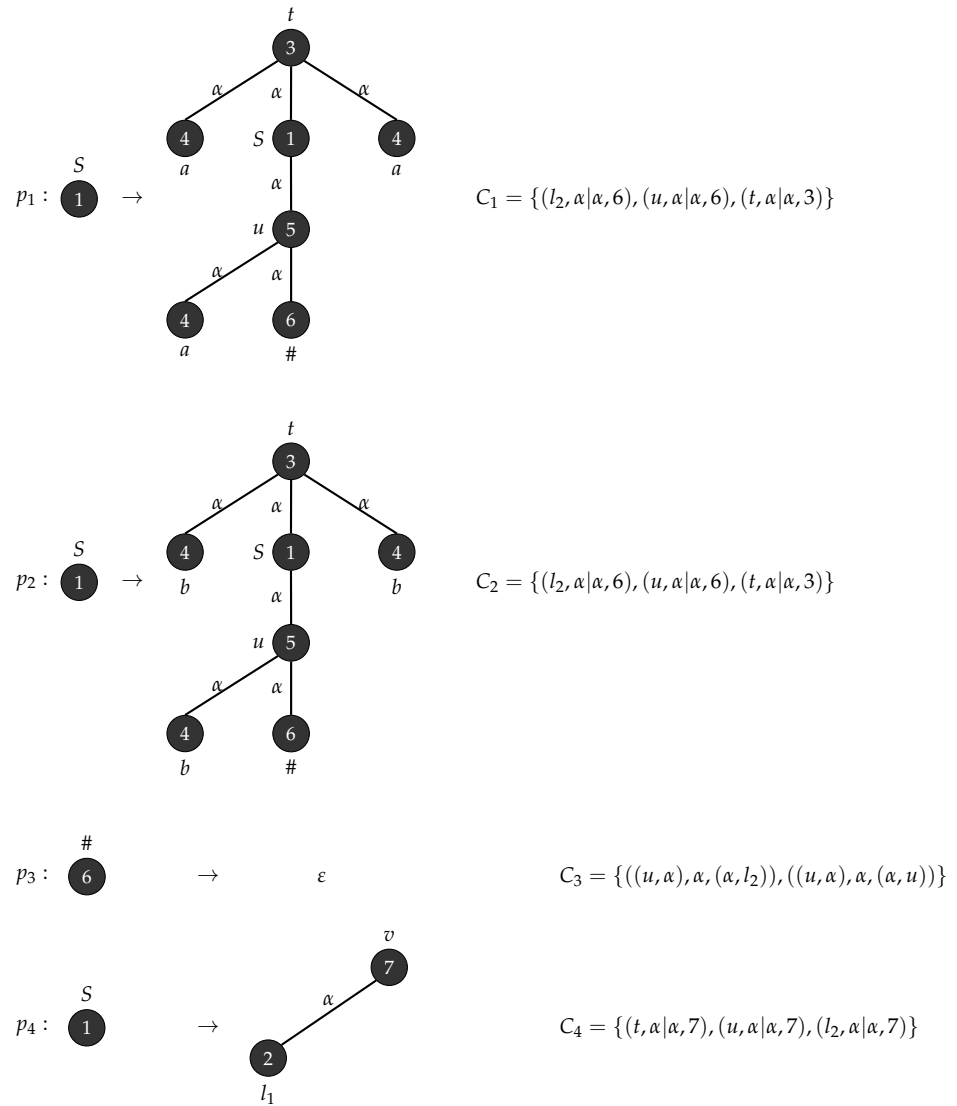 t
3
α α α
4 S 1 4
a a
S
p₁ : 1 → C₁ = {(l₂, α|α, 6), (u, α|α, 6), (t, α|α, 3)}
α
u 5
α α
4 6
a #
t
3
α α α
4 S 1 4
b b
S
p₂ : 1 → C₂ = {(l₂, α|α, 6), (u, α|α, 6), (t, α|α, 3)}
α
u 5
α α
4 6
b #
#
p₃ : 6 → ε C₃ = {((u, α), α, (α, l₂)), ((u, α), α, (α, u))}
v
7
S α
p₄ : 1 → C₄ = {(t, α|α, 7), (u, α|α, 7), (l₂, α|α, 7)}
2
l₁